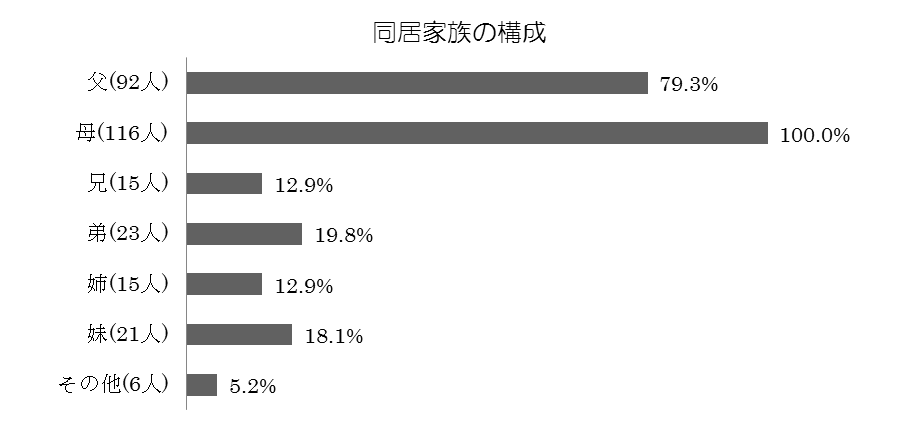 同居家族の構成
父(92人) 79.3%
母(116人) 100.0%
兄(15人) 12.9%
弟(23人) 19.8%
姉(15人) 12.9%
妹(21人) 18.1%
その他(6人) 5.2%